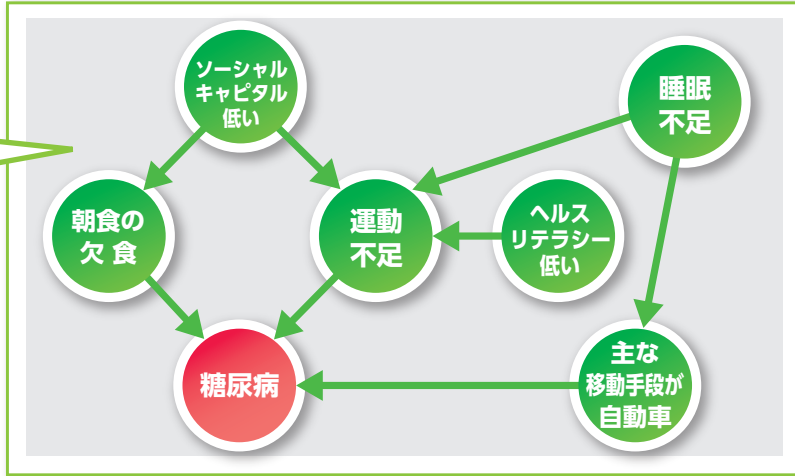 ソーシャル
キャピタル
低い
睡眠
不足
朝食の
欠 食
運動
不足
ヘルス
リテラシー
低い
糖尿病
主な
移動手段が
自動車